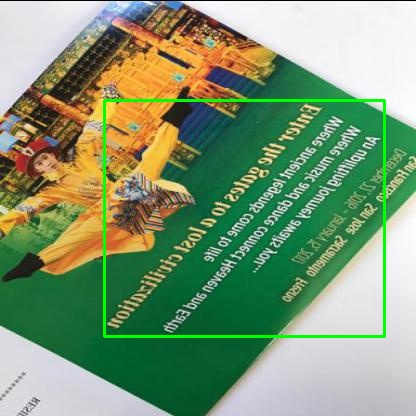 Enter the gates to a lost civilization
Where ancient legends come to life
Where music and dance connect Heaven and Earth
An uplifting journey awaits you...
December 22, 2016 - January 15, 2017
San Francisco San Jose Sacramento Fresno